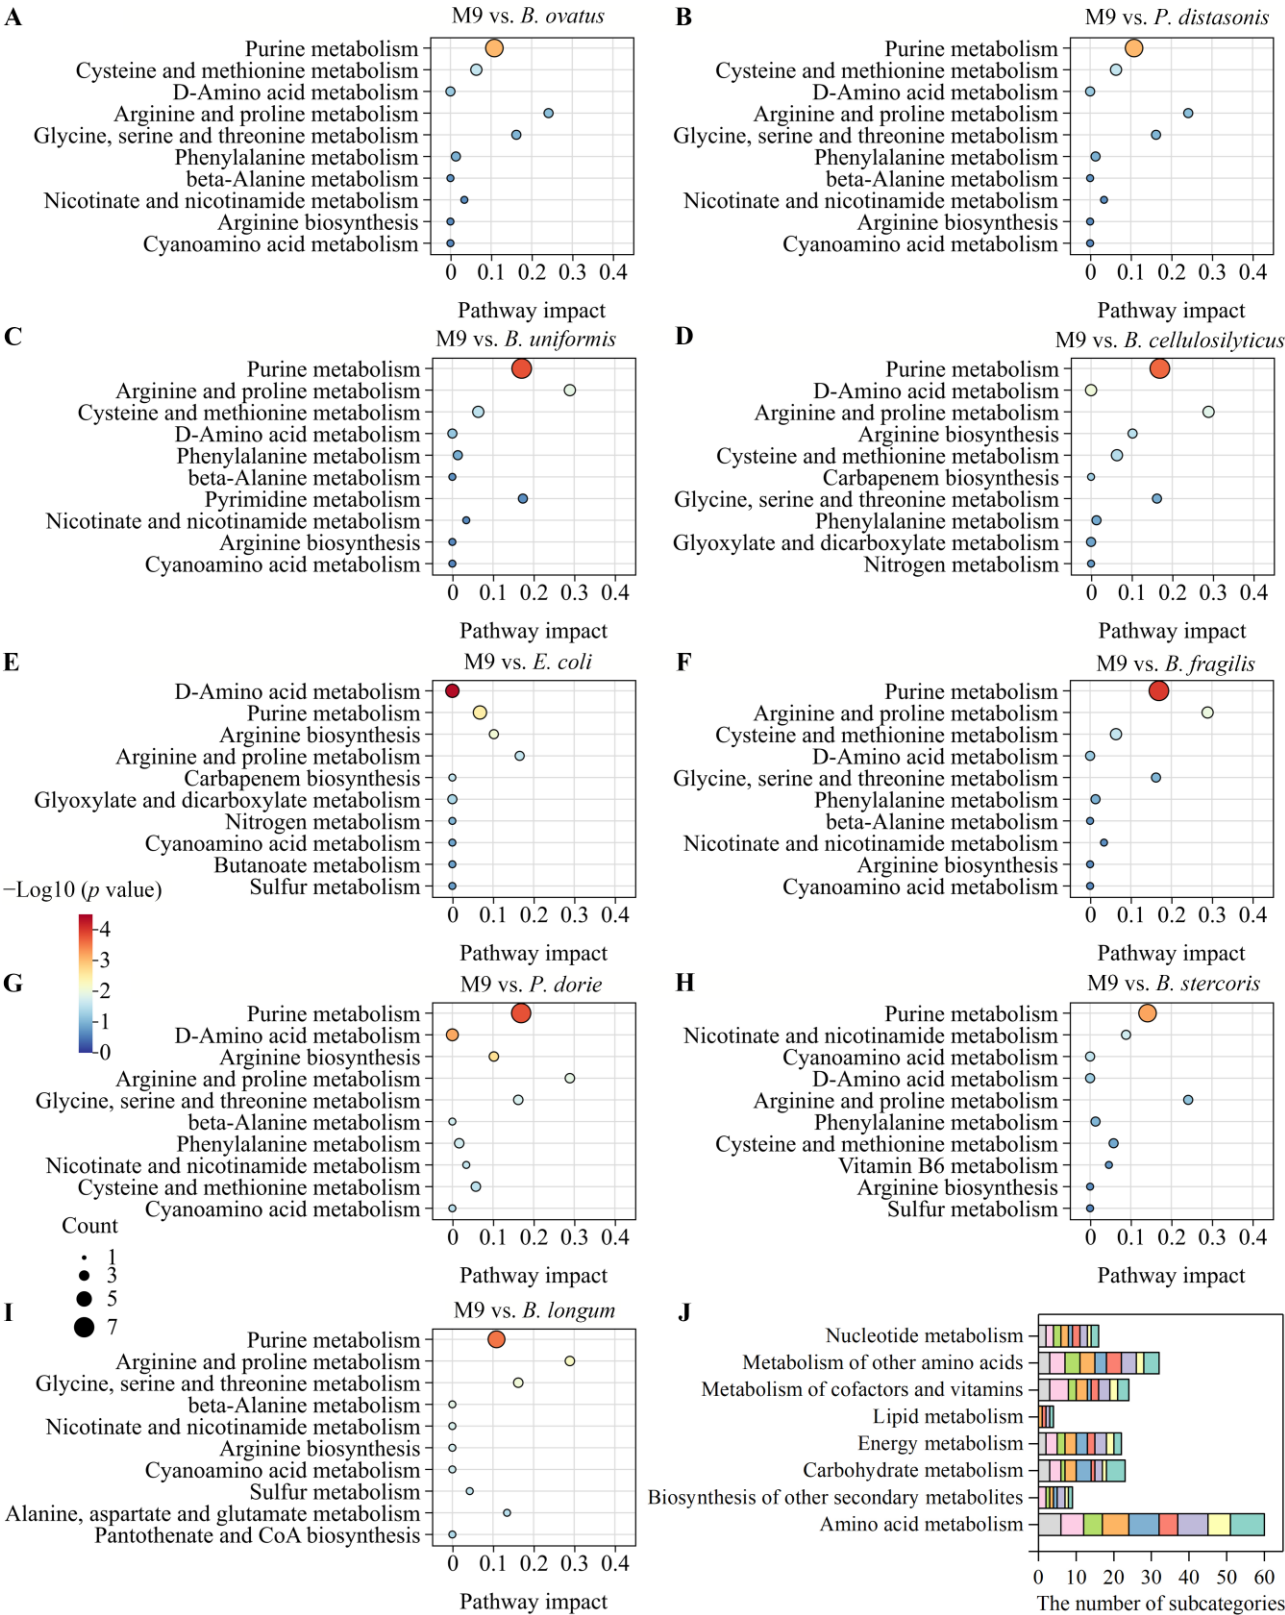 A
M9 vs. B. ovatus
Purine metabolism
Cysteine and methionine metabolism
D-Amino acid metabolism
Arginine and proline metabolism
Glycine, serine and threonine metabolism
Phenylalanine metabolism
beta-Alanine metabolism
Nicotinate and nicotinamide metabolism
Arginine biosynthesis
Cyanoamino acid metabolism
0 0.1 0.2 0.3 0.4
Pathway impact
B
M9 vs. P. distasonis
Purine metabolism
Cysteine and methionine metabolism
D-Amino acid metabolism
Arginine and proline metabolism
Glycine, serine and threonine metabolism
Phenylalanine metabolism
beta-Alanine metabolism
Nicotinate and nicotinamide metabolism
Arginine biosynthesis
Cyanoamino acid metabolism
0 0.1 0.2 0.3 0.4
Pathway impact
C
M9 vs. B. uniformis
Purine metabolism
Arginine and proline metabolism
Cysteine and methionine metabolism
D-Amino acid metabolism
Phenylalanine metabolism
beta-Alanine metabolism
Pyrimidine metabolism
Nicotinate and nicotinamide metabolism
Arginine biosynthesis
Cyanoamino acid metabolism
0 0.1 0.2 0.3 0.4
Pathway impact
D
M9 vs. B. cellulosilyticus
Purine metabolism
D-Amino acid metabolism
Arginine and proline metabolism
Arginine biosynthesis
Cysteine and methionine metabolism
Carbapenem biosynthesis
Glycine, serine and threonine metabolism
Phenylalanine metabolism
Glyoxylate and dicarboxylate metabolism
Nitrogen metabolism
0 0.1 0.2 0.3 0.4
Pathway impact
E
M9 vs. E. coli
D-Amino acid metabolism
Purine metabolism
Arginine biosynthesis
Arginine and proline metabolism
Carbapenem biosynthesis
Glyoxylate and dicarboxylate metabolism
Nitrogen metabolism
Cyanoamino acid metabolism
Butanoate metabolism
Sulfur metabolism
0 0.1 0.2 0.3 0.4
Pathway impact
F
M9 vs. B. fragilis
Purine metabolism
Arginine and proline metabolism
Cysteine and methionine metabolism
D-Amino acid metabolism
Glycine, serine and threonine metabolism
Phenylalanine metabolism
beta-Alanine metabolism
Nicotinate and nicotinamide metabolism
Arginine biosynthesis
Cyanoamino acid metabolism
0 0.1 0.2 0.3 0.4
Pathway impact
−Log10 (p value)
4
3
2
1
0
G
M9 vs. P. dorie
Purine metabolism
D-Amino acid metabolism
Arginine biosynthesis
Arginine and proline metabolism
Glycine, serine and threonine metabolism
beta-Alanine metabolism
Phenylalanine metabolism
Nicotinate and nicotinamide metabolism
Cysteine and methionine metabolism
Cyanoamino acid metabolism
0 0.1 0.2 0.3 0.4
Pathway impact
H
M9 vs. B. stercoris
Purine metabolism
Nicotinate and nicotinamide metabolism
Cyanoamino acid metabolism
D-Amino acid metabolism
Arginine and proline metabolism
Phenylalanine metabolism
Cysteine and methionine metabolism
Vitamin B6 metabolism
Arginine biosynthesis
Sulfur metabolism
0 0.1 0.2 0.3 0.4
Pathway impact
Count
1
3
5
7
I
M9 vs. B. longum
Purine metabolism
Arginine and proline metabolism
Glycine, serine and threonine metabolism
beta-Alanine metabolism
Nicotinate and nicotinamide metabolism
Arginine biosynthesis
Cyanoamino acid metabolism
Sulfur metabolism
Alanine, aspartate and glutamate metabolism
Pantothenate and CoA biosynthesis
0 0.1 0.2 0.3 0.4
Pathway impact
J
Nucleotide metabolism
Metabolism of other amino acids
Metabolism of cofactors and vitamins
Lipid metabolism
Energy metabolism
Carbohydrate metabolism
Biosynthesis of other secondary metabolites
Amino acid metabolism
0 10 20 30 40 50 60
The number of subcategories